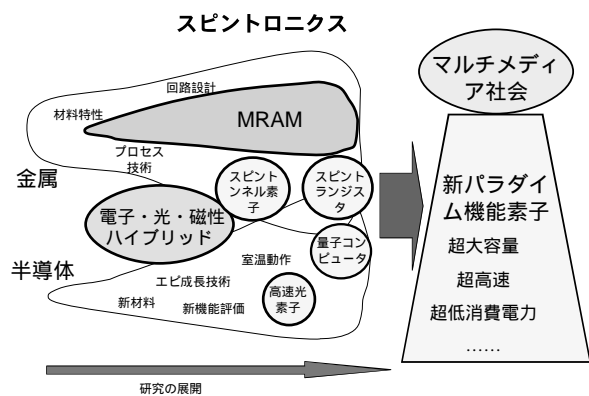 スピントロニクス
回路設計
材料特性
MRAM
プロセス
技術
金属
スピント
ンネル素
子
スピント
ランジス
タ
電子・光・磁性
ハイブリッド
量子コン
ピュータ
半導体
室温動作
エピ成長技術
新材料
新機能評価
高速光
素子
研究の展開
マルチメディ
ア社会
新パラダイ
ム機能素子
超大容量
超高速
超低消費電力
……